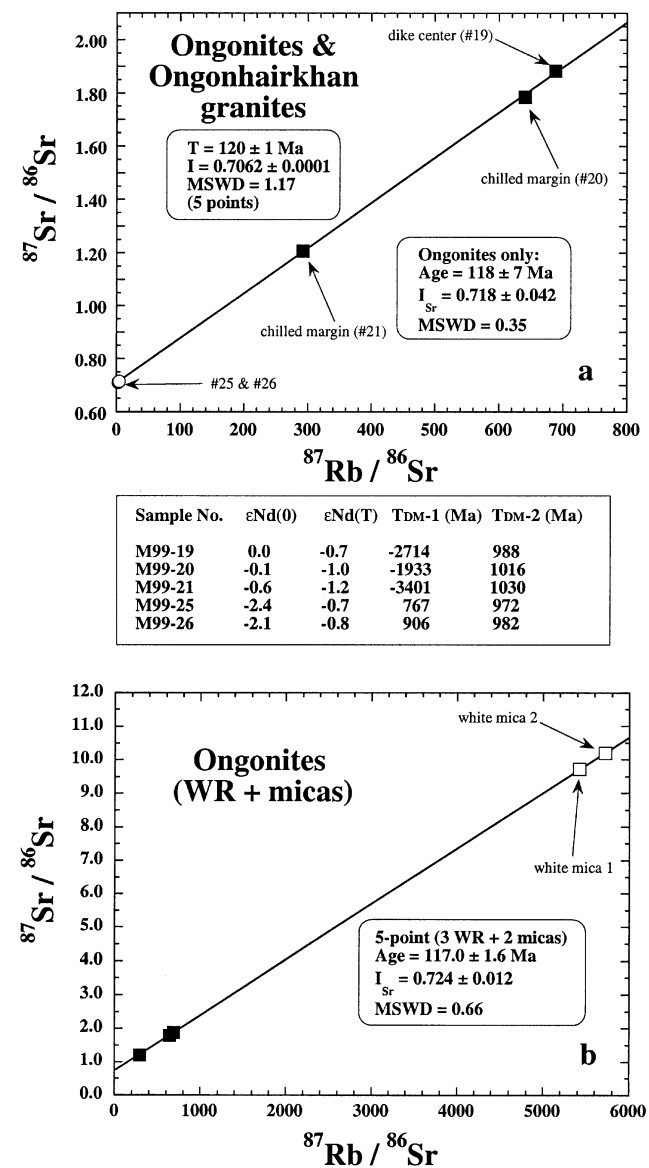 2.00
1.80
1.60
1.40
1.20
1.00
0.80
0.60
87Sr / 86Sr
Ongonites &
Ongonhairkhan
granites
T = 120 ± 1 Ma
I = 0.7062 ± 0.0001
MSWD = 1.17
(5 points)
dike center (#19)
chilled margin (#20)
Ongonites only:
Age = 118 ± 7 Ma
ISr = 0.718 ± 0.042
MSWD = 0.35
chilled margin (#21)
#25 & #26
a
0 100 200 300 400 500 600 700 800
87Rb / 86Sr
Sample No. εNd(0) εNd(T) TDM-1 (Ma) TDM-2 (Ma)
M99-19 0.0 -0.7 -2714 988
M99-20 -0.1 -1.0 -1933 1016
M99-21 -0.6 -1.2 -3401 1030
M99-25 -2.4 -0.7 767 972
M99-26 -2.1 -0.8 906 982
12.0
11.0
10.0
9.0
8.0
7.0
6.0
5.0
4.0
3.0
2.0
1.0
0.0
87Sr / 86Sr
Ongonites
(WR + micas)
white mica 2
white mica 1
5-point (3 WR + 2 micas)
Age = 117.0 ± 1.6 Ma
ISr = 0.724 ± 0.012
MSWD = 0.66
b
0 1000 2000 3000 4000 5000 6000
87Rb / 86Sr